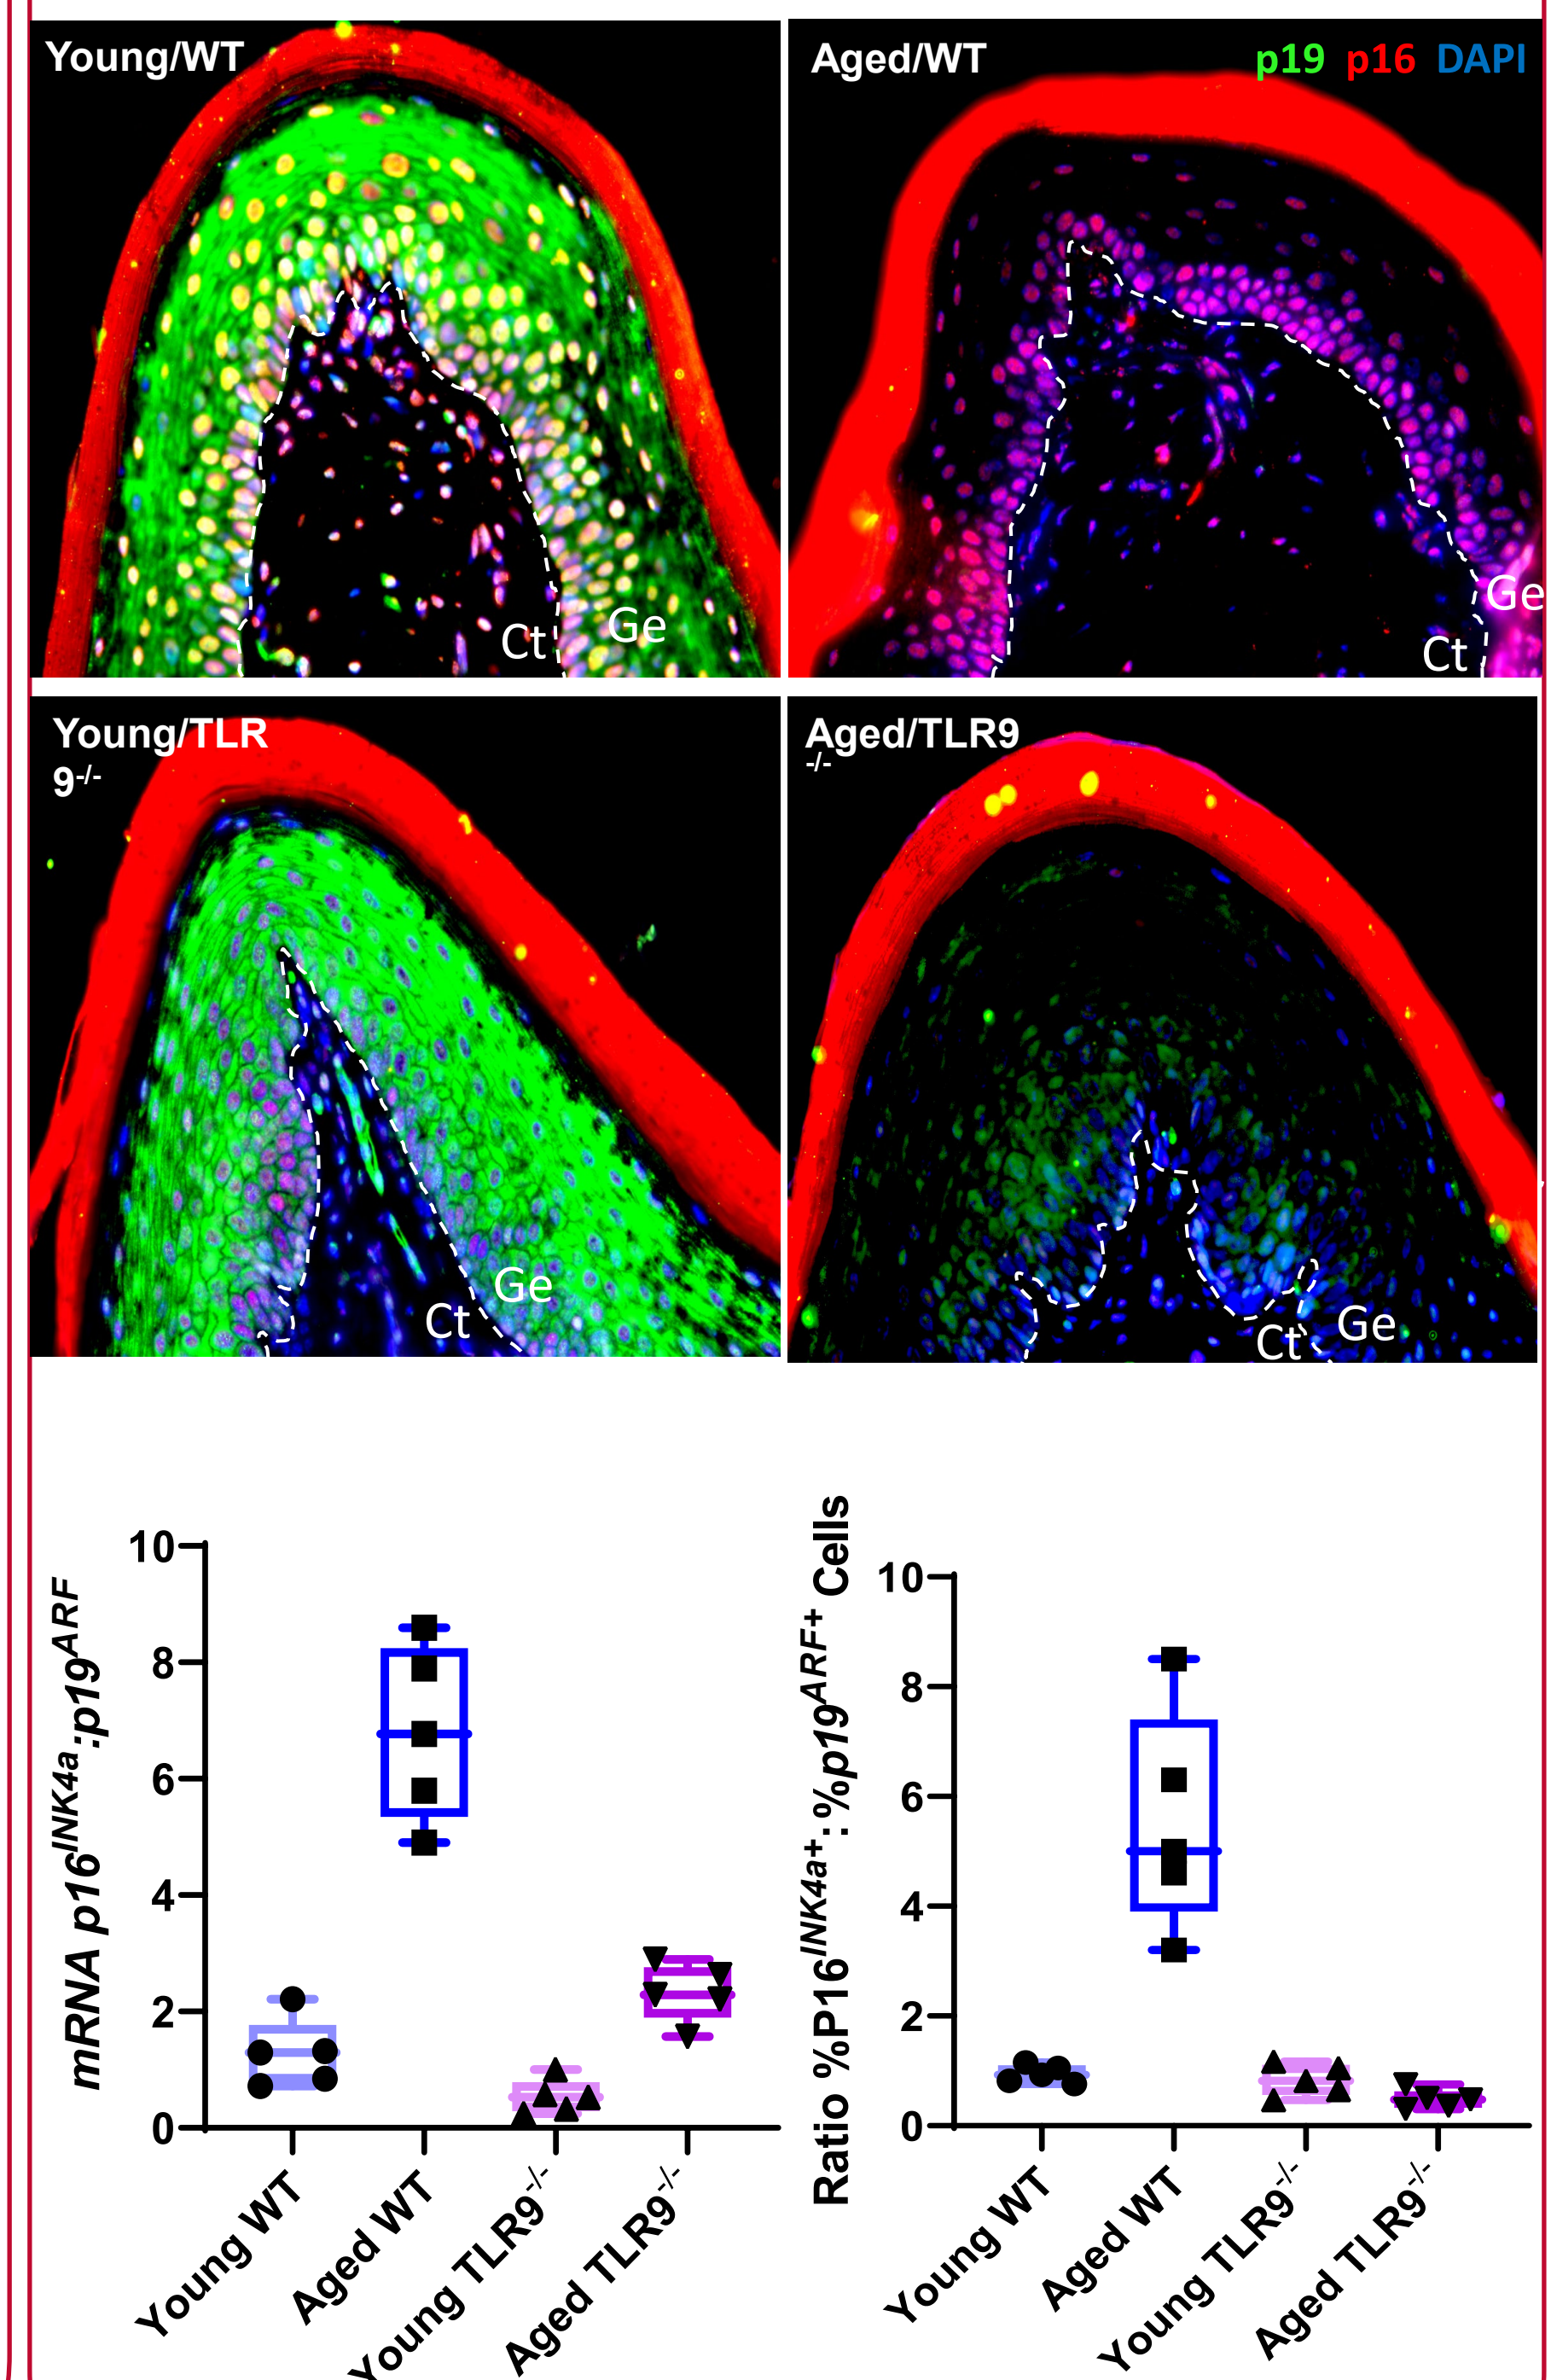 Young/WT
Aged/WT
p19 p16 DAPI
Ct
Ge
Ge
Ct
Young/TLR
9-/-
Aged/TLR9
-/-
Ge
Ct
Ge
Ct
mRNA p16INK4a:p19ARF
10
8
6
4
2
0
Young WT
Aged WT
Young TLR9-/-
Aged TLR9-/-
Ratio %P16INK4a+:%p19ARF+ Cells
10
8
6
4
2
0
Young WT
Aged WT
Young TLR9-/-
Aged TLR9-/-